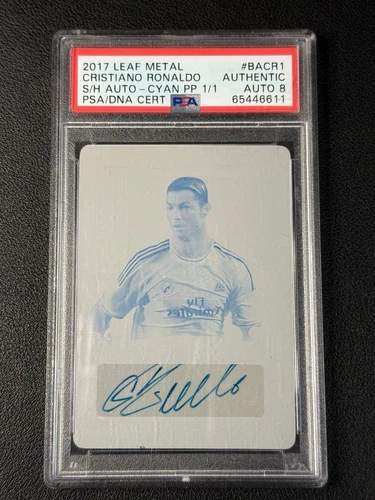 2017 LEAF METAL #BACR1
CRISTIANO RONALDO AUTHENTIC
S/H AUTO - CYAN PP 1/1 AUTO 8
PSA/DNA CERT PSA 65446611
Fly